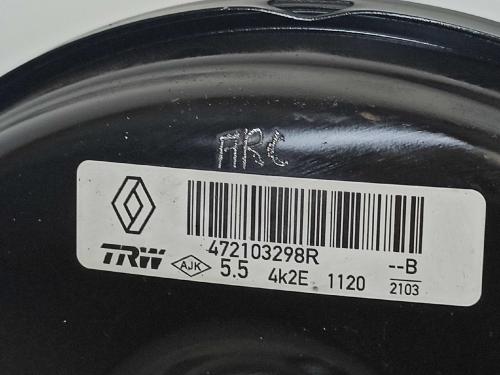 ARC
472103298R --B
TRW AJK 5.5 4k2E 1120 2103